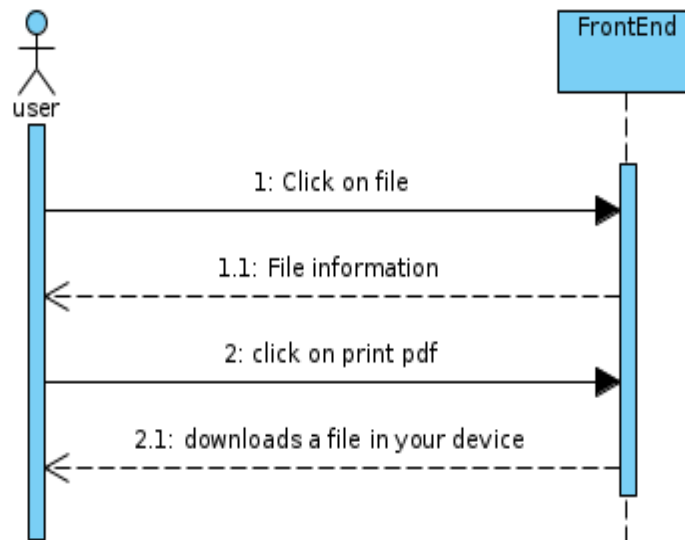 FrontEnd
user
1: Click on file
1.1: File information
2: click on print pdf
2.1: downloads a file in your device